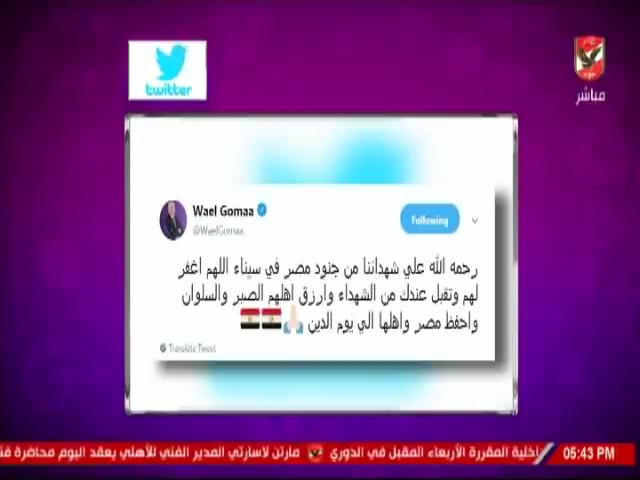 twitter
مباشر
Wael Gomaa
@WaelGomaa
Following
رحمه الله علي شهدائنا من جنود مصر في سيناء اللهم اغفر
لهم وتقبل عندك من الشهداء وارزق اهلهم الصبر والسلوان
واحفظ مصر واهلها الي يوم الدين
Translate Tweet
05:43 PM
اخلية المقررة الأربعاء المقبل في الدوري
مارتن لاسارتي المدير الفني للأهلي يعقد اليوم محاضرة